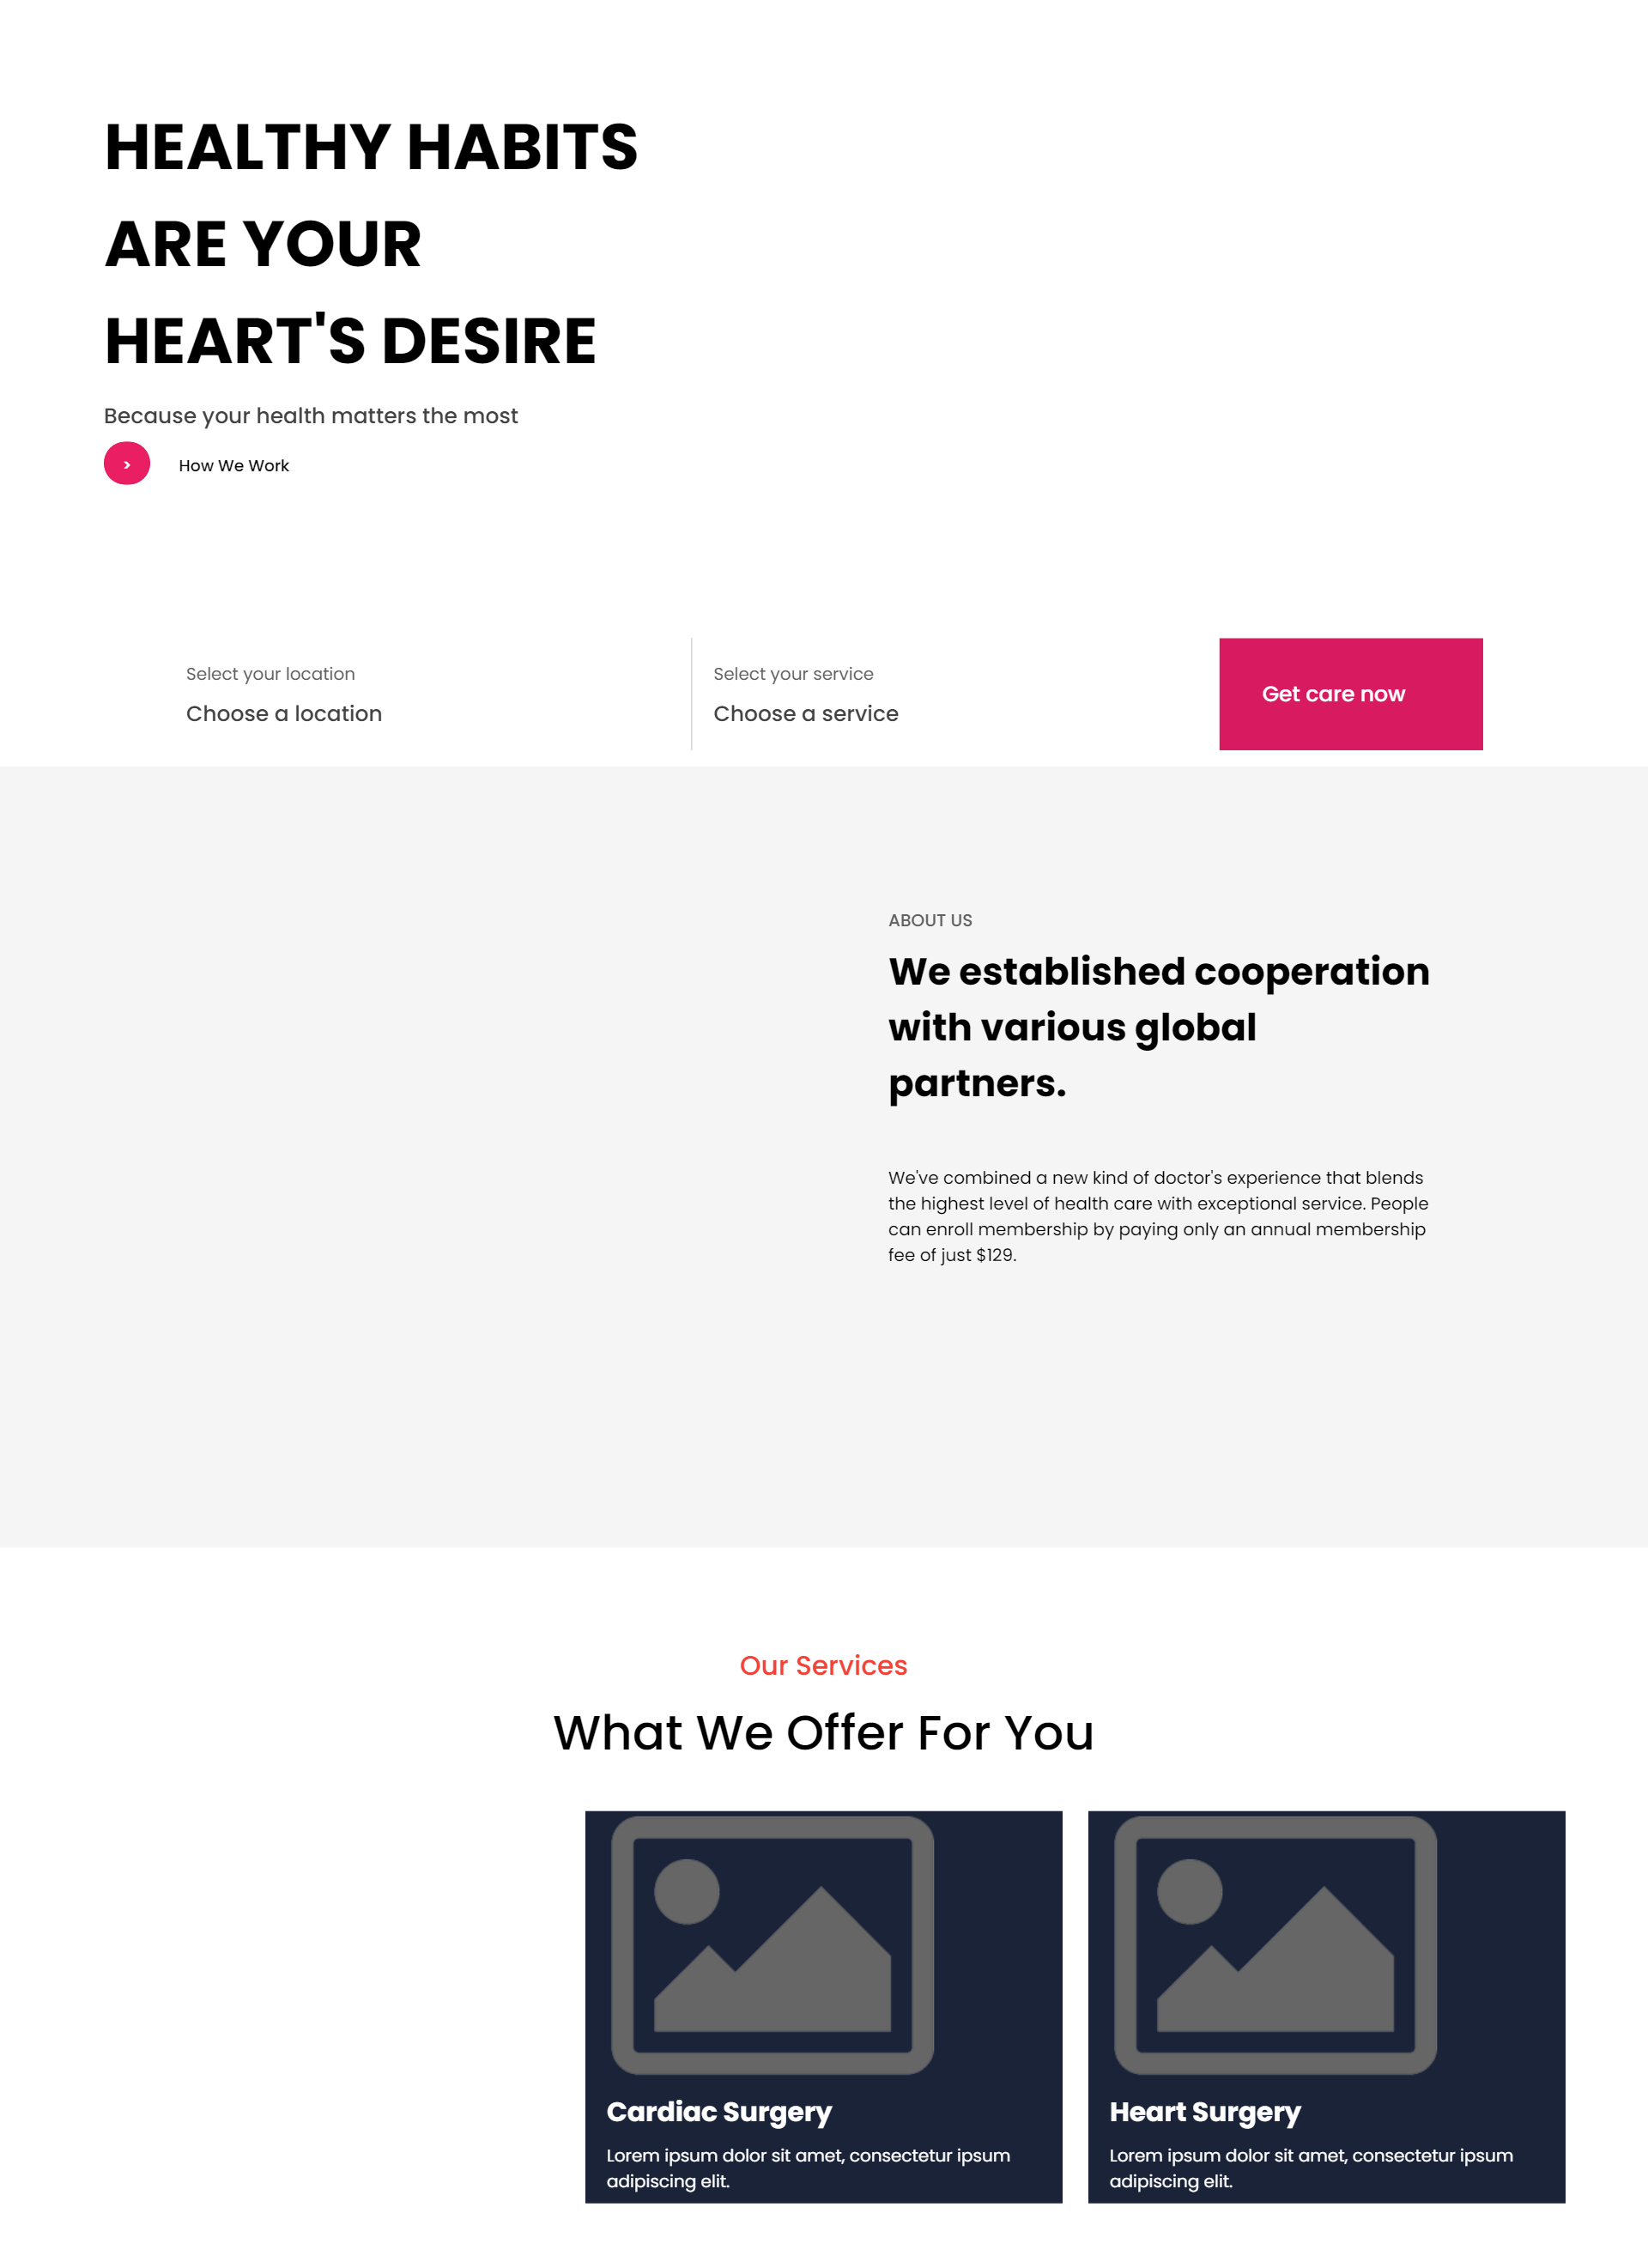 HEALTHY HABITS
ARE YOUR
HEART'S DESIRE
Because your health matters the most
> How We Work
Select your location
Choose a location
Select your service
Choose a service
Get care now
ABOUT US
We established cooperation
with various global
partners.
We've combined a new kind of doctor's experience that blends
the highest level of health care with exceptional service. People
can enroll membership by paying only an annual membership
fee of just $129.
Our Services
What We Offer For You
Cardiac Surgery
Lorem ipsum dolor sit amet, consectetur ipsum
adipiscing elit.
Heart Surgery
Lorem ipsum dolor sit amet, consectetur ipsum
adipiscing elit.